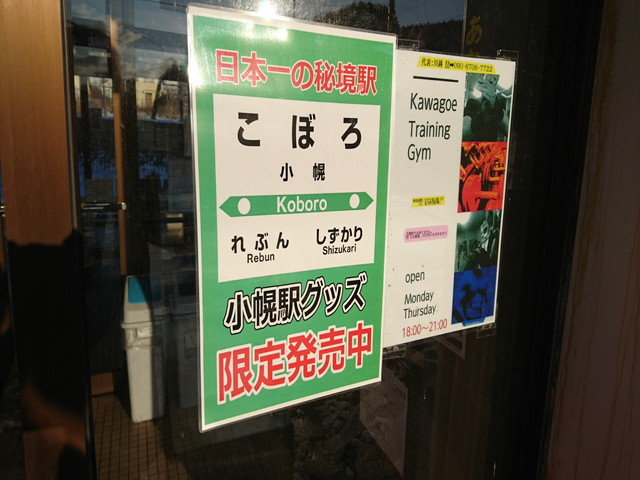 日本一の秘境駅
こぼろ
小幌
Koboro
れぶん
Rebun
しずかり
Shizukari
小幌駅グッズ
限定発売中
Kawagoe
Training
Gym
open
Monday
Thursday
18:00〜21:00